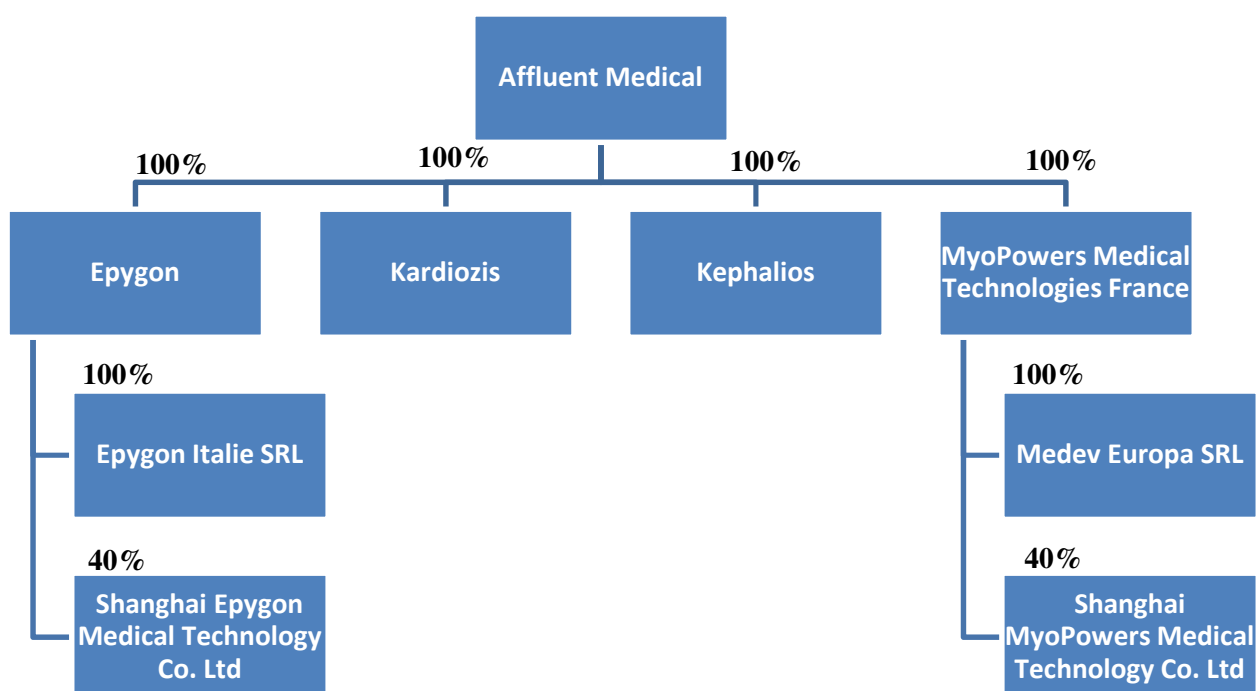 Affluent Medical
100%
100%
100%
100%
Epygon
Kardiozis
Kephalios
MyoPowers Medical
Technologies France
100%
Epygon Italie SRL
100%
Medev Europa SRL
40%
Shanghai Epygon
Medical Technology
Co. Ltd
40%
Shanghai
MyoPowers Medical
Technology Co. Ltd